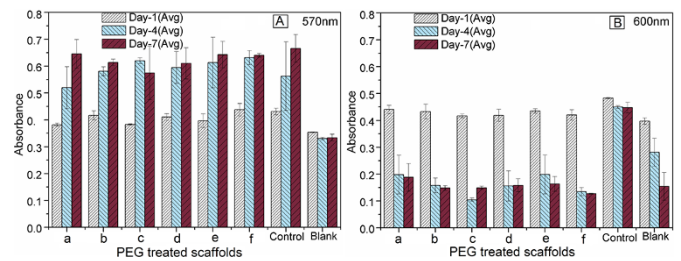 A 570nm
Day-1(Avg)
Day-4(Avg)
Day-7(Avg)
Absorbance
0.8
0.7
0.6
0.5
0.4
0.3
0.2
0.1
0.0
a b c d e f Control Blank
PEG treated scaffolds
B 600nm
Day-1(Avg)
Day-4(Avg)
Day-7(Avg)
Absorbance
0.8
0.7
0.6
0.5
0.4
0.3
0.2
0.1
0.0
a b c d e f Control Blank
PEG treated scaffolds